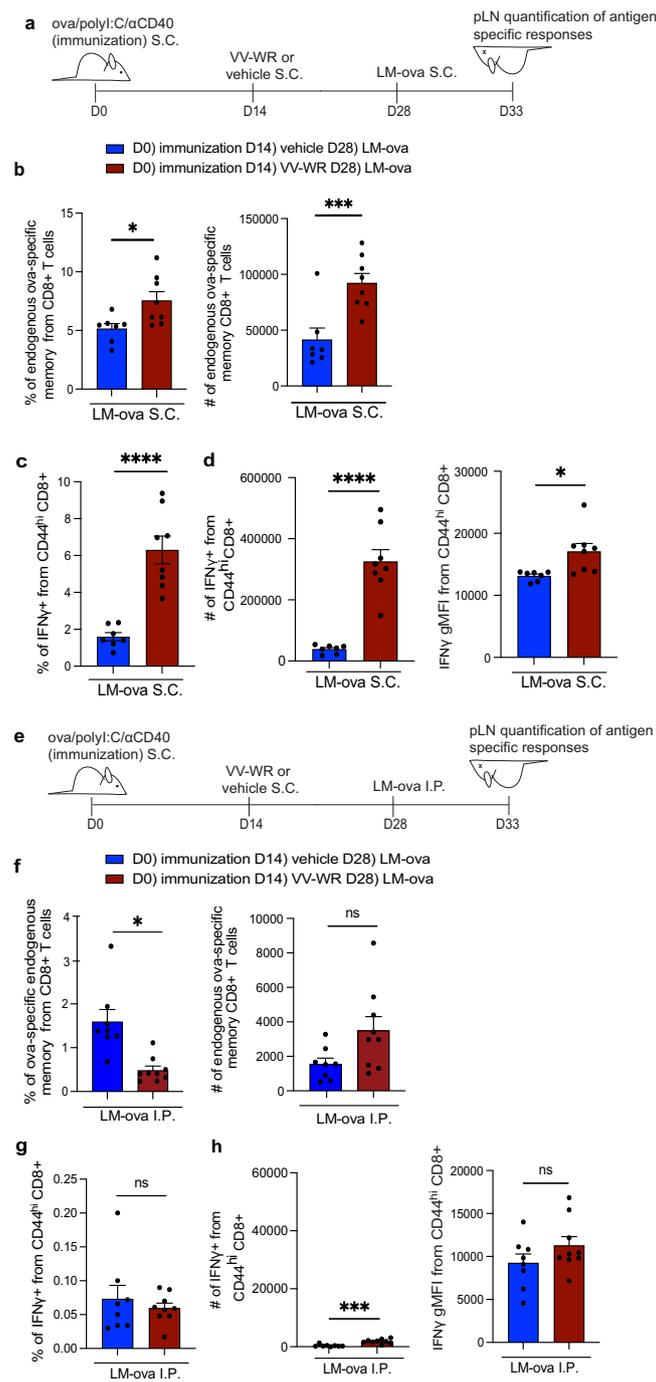 a
ova/polyI:C/αCD40
(immunization) S.C.
VV-WR or
vehicle S.C.
LM-ova S.C.
pLN quantification of antigen
specific responses
x
D0
D14
D28
D33
D0) immunization D14) vehicle D28) LM-ova
D0) immunization D14) VV-WR D28) LM-ova
b
% of endogenous ova-specific
memory from CD8+ T cells
15
10
5
0
*
LM-ova S.C.
# of endogenous ova-specific
memory CD8+ T cells
150000
100000
50000
0
***
LM-ova S.C.
c
% of IFNγ+ from CD44hi CD8+
10
8
6
4
2
0
****
LM-ova S.C.
d
# of IFNγ+ from
CD44hi CD8+
600000
400000
200000
0
****
LM-ova S.C.
IFNγ gMFI from CD44hi CD8+
30000
20000
10000
0
*
LM-ova S.C.
e
ova/polyI:C/αCD40
(immunization) S.C.
VV-WR or
vehicle S.C.
LM-ova I.P.
pLN quantification of antigen
specific responses
x
D0
D14
D28
D33
D0) immunization D14) vehicle D28) LM-ova
D0) immunization D14) VV-WR D28) LM-ova
f
% of ova-specific endogenous
memory from CD8+ T cells
4
3
2
1
0
*
LM-ova I.P.
# of endogenous ova-specific
memory CD8+ T cells
10000
8000
6000
4000
2000
0
ns
LM-ova I.P.
g
% of IFNγ+ from CD44hi CD8+
0.25
0.20
0.15
0.10
0.05
0.00
ns
LM-ova I.P.
h
# of IFNγ+ from
CD44hi CD8+
60000
40000
20000
0
***
LM-ova I.P.
IFNγ gMFI from CD44hi CD8+
20000
15000
10000
5000
0
ns
LM-ova I.P.